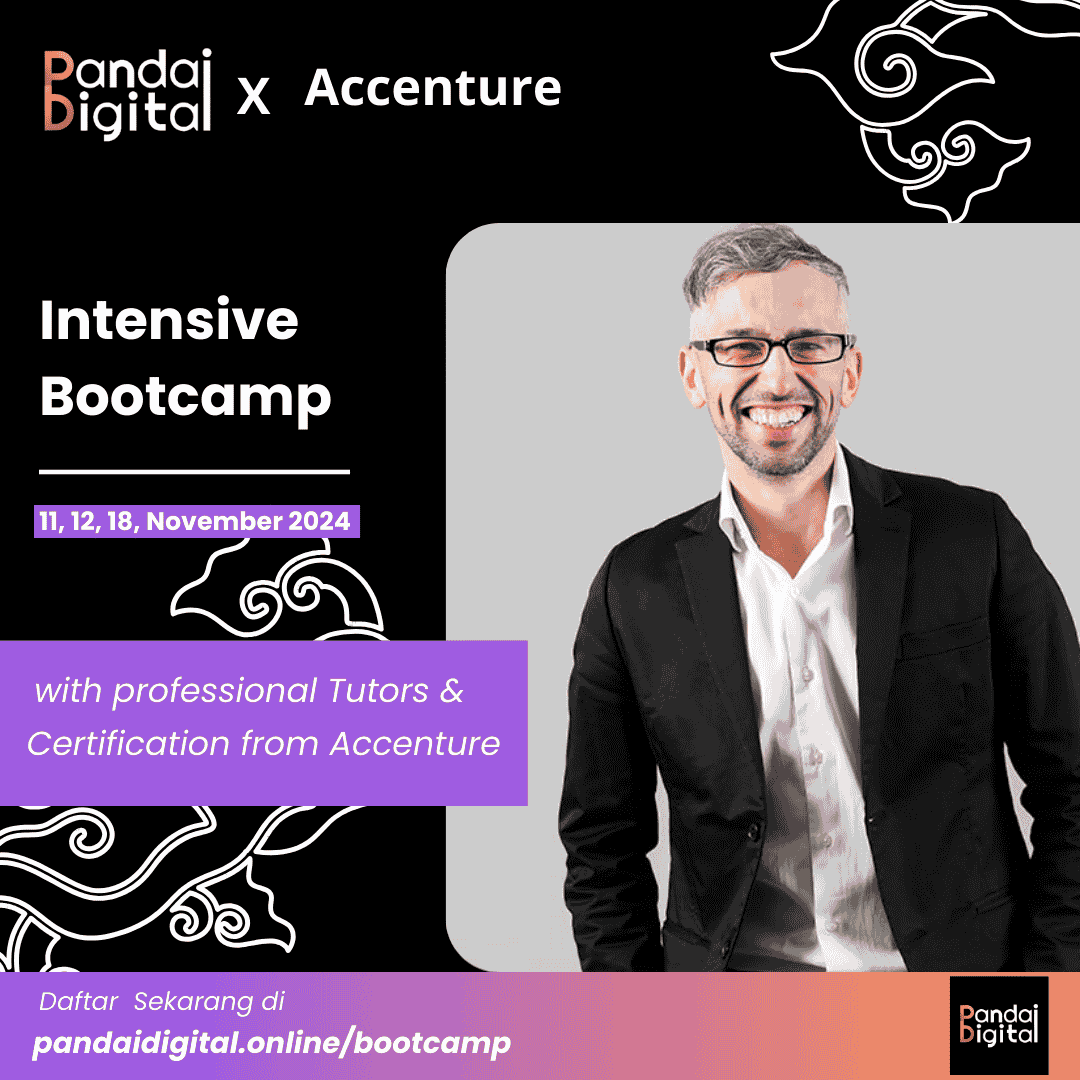 Pandai
Digital
X
Accenture
Intensive
Bootcamp
11, 12, 18, November 2024
with professional Tutors &
Certification from Accenture
Daftar Sekarang di
pandaidigital.online/bootcamp
Pandai
Digital